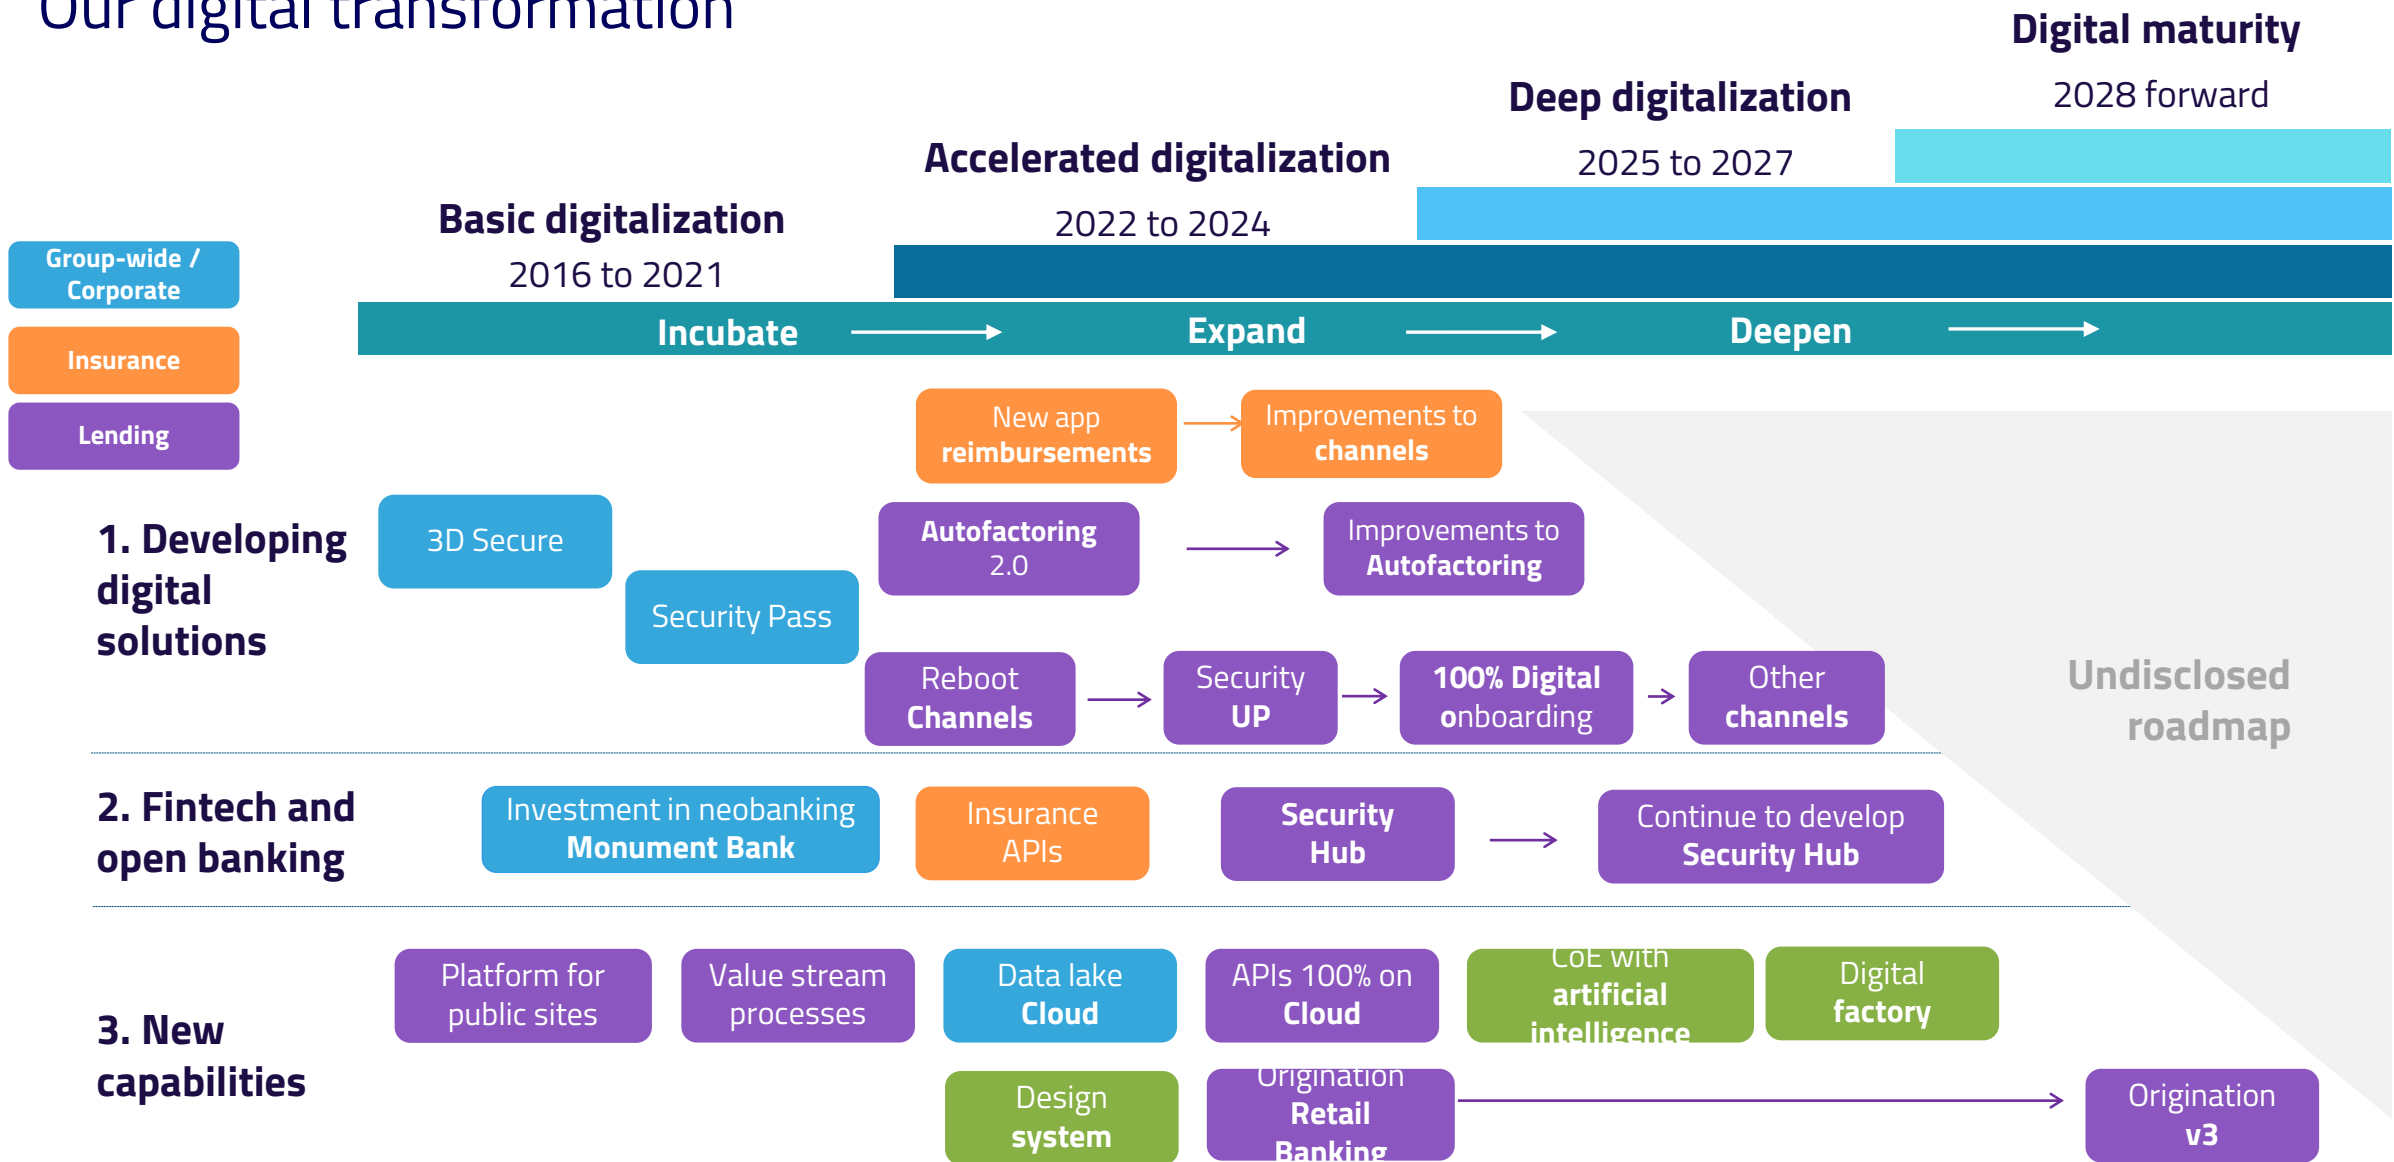 Our digital transformation
Digital maturity
2028 forward
Deep digitalization
2025 to 2027
Accelerated digitalization
2022 to 2024
Basic digitalization
2016 to 2021
Group-wide /
Corporate
Insurance
Lending
Incubate
Expand
Deepen
New app
reimbursements
Improvements to
channels
1. Developing
digital
solutions
3D Secure
Security Pass
Autofactoring
2.0
Improvements to
Autofactoring
Reboot
Channels
Security
UP
100% Digital
onboarding
Other
channels
Undisclosed
roadmap
2. Fintech and
open banking
Investment in neobanking
Monument Bank
Insurance
APIs
Security
Hub
Continue to develop
Security Hub
3. New
capabilities
Platform for
public sites
Value stream
processes
Data lake
Cloud
APIs 100% on
Cloud
CoE with
artificial
intelligence
Digital
factory
Design
system
Origination
Retail
Banking
Origination
v3